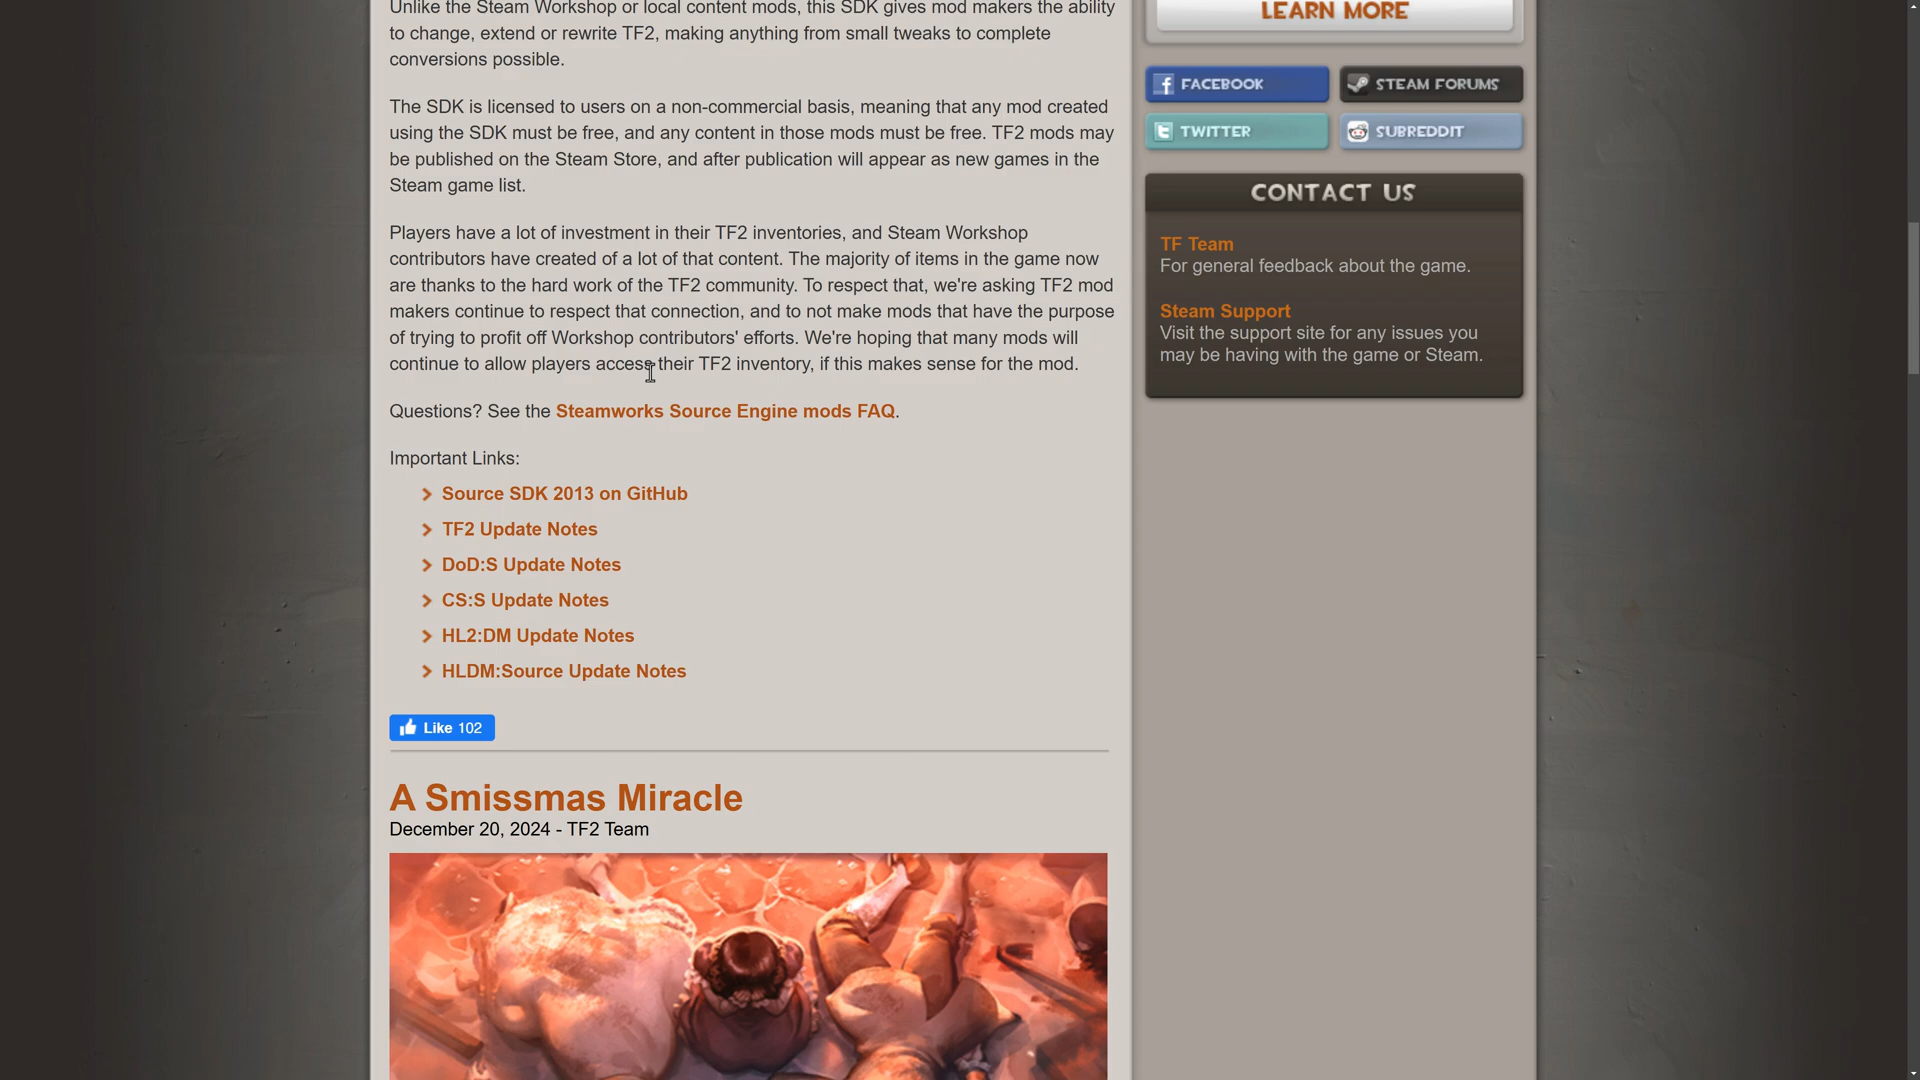 Unlike the Steam Workshop or local content mods, this SDK gives mod makers the ability
to change, extend or rewrite TF2, making anything from small tweaks to complete
conversions possible.
The SDK is licensed to users on a non-commercial basis, meaning that any mod created
using the SDK must be free, and any content in those mods must be free. TF2 mods may
be published on the Steam Store, and after publication will appear as new games in the
Steam game list.
Players have a lot of investment in their TF2 inventories, and Steam Workshop
contributors have created of a lot of that content. The majority of items in the game now
are thanks to the hard work of the TF2 community. To respect that, we're asking TF2 mod
makers continue to respect that connection, and to not make mods that have the purpose
of trying to profit off Workshop contributors' efforts. We're hoping that many mods will
continue to allow players access their TF2 inventory, if this makes sense for the mod.
Questions? See the Steamworks Source Engine mods FAQ.
Important Links:
Source SDK 2013 on GitHub
TF2 Update Notes
DoD:S Update Notes
CS:S Update Notes
HL2:DM Update Notes
HLDM:Source Update Notes
Like 102
A Smissmas Miracle
December 20, 2024 - TF2 Team
LEARN MORE
FACEBOOK
STEAM FORUMS
TWITTER
SUBREDDIT
CONTACT US
TF Team
For general feedback about the game.
Steam Support
Visit the support site for any issues you
may be having with the game or Steam.